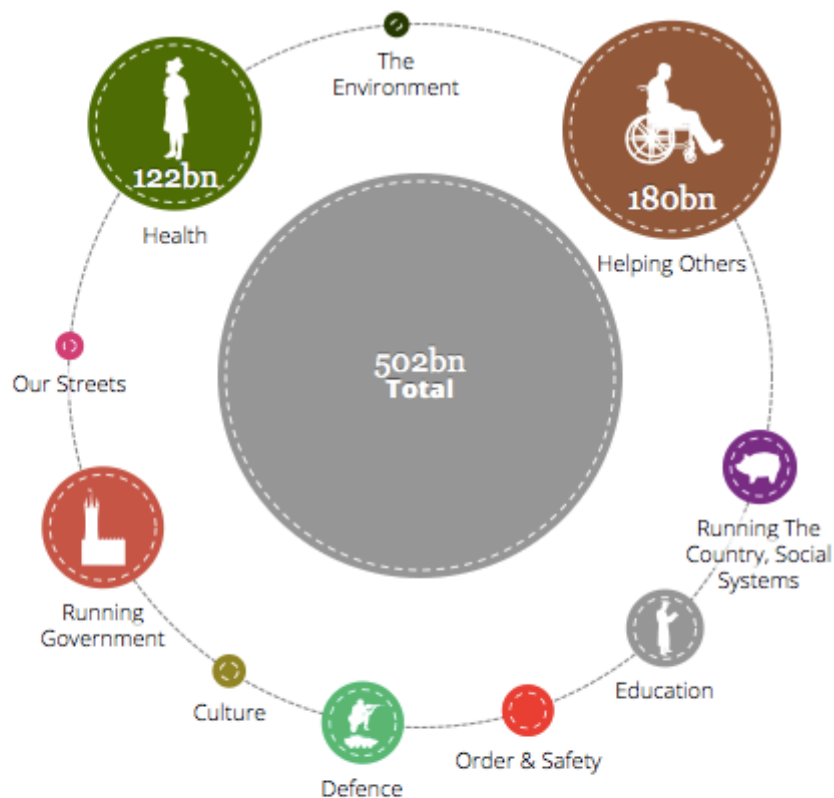 The
Environment
122bn
Health
180bn
Helping Others
502bn
Total
Our Streets
Running The
Country, Social
Systems
Running
Government
Education
Culture
Order & Safety
Defence